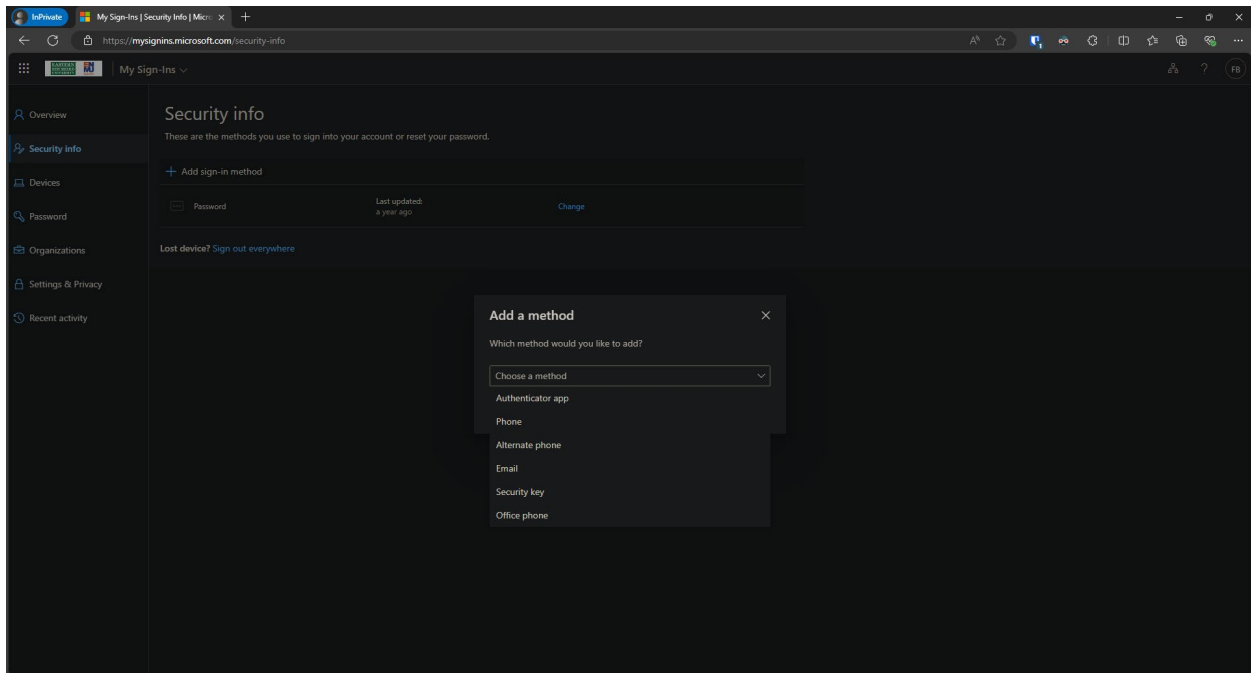 InPrivate
My Sign-Ins | Security Info | Micro
https://mysignins.microsoft.com/security-info
EASTERN
NEW MEXICO
UNIVERSITY
My Sign-Ins
FB
Overview
Security info
Devices
Password
Organizations
Settings & Privacy
Recent activity
Security info
These are the methods you use to sign into your account or reset your password.
Add sign-in method
Password
Last updated:
a year ago
Change
Lost device? Sign out everywhere
Add a method
Which method would you like to add?
Choose a method
Authenticator app
Phone
Alternate phone
Email
Security key
Office phone